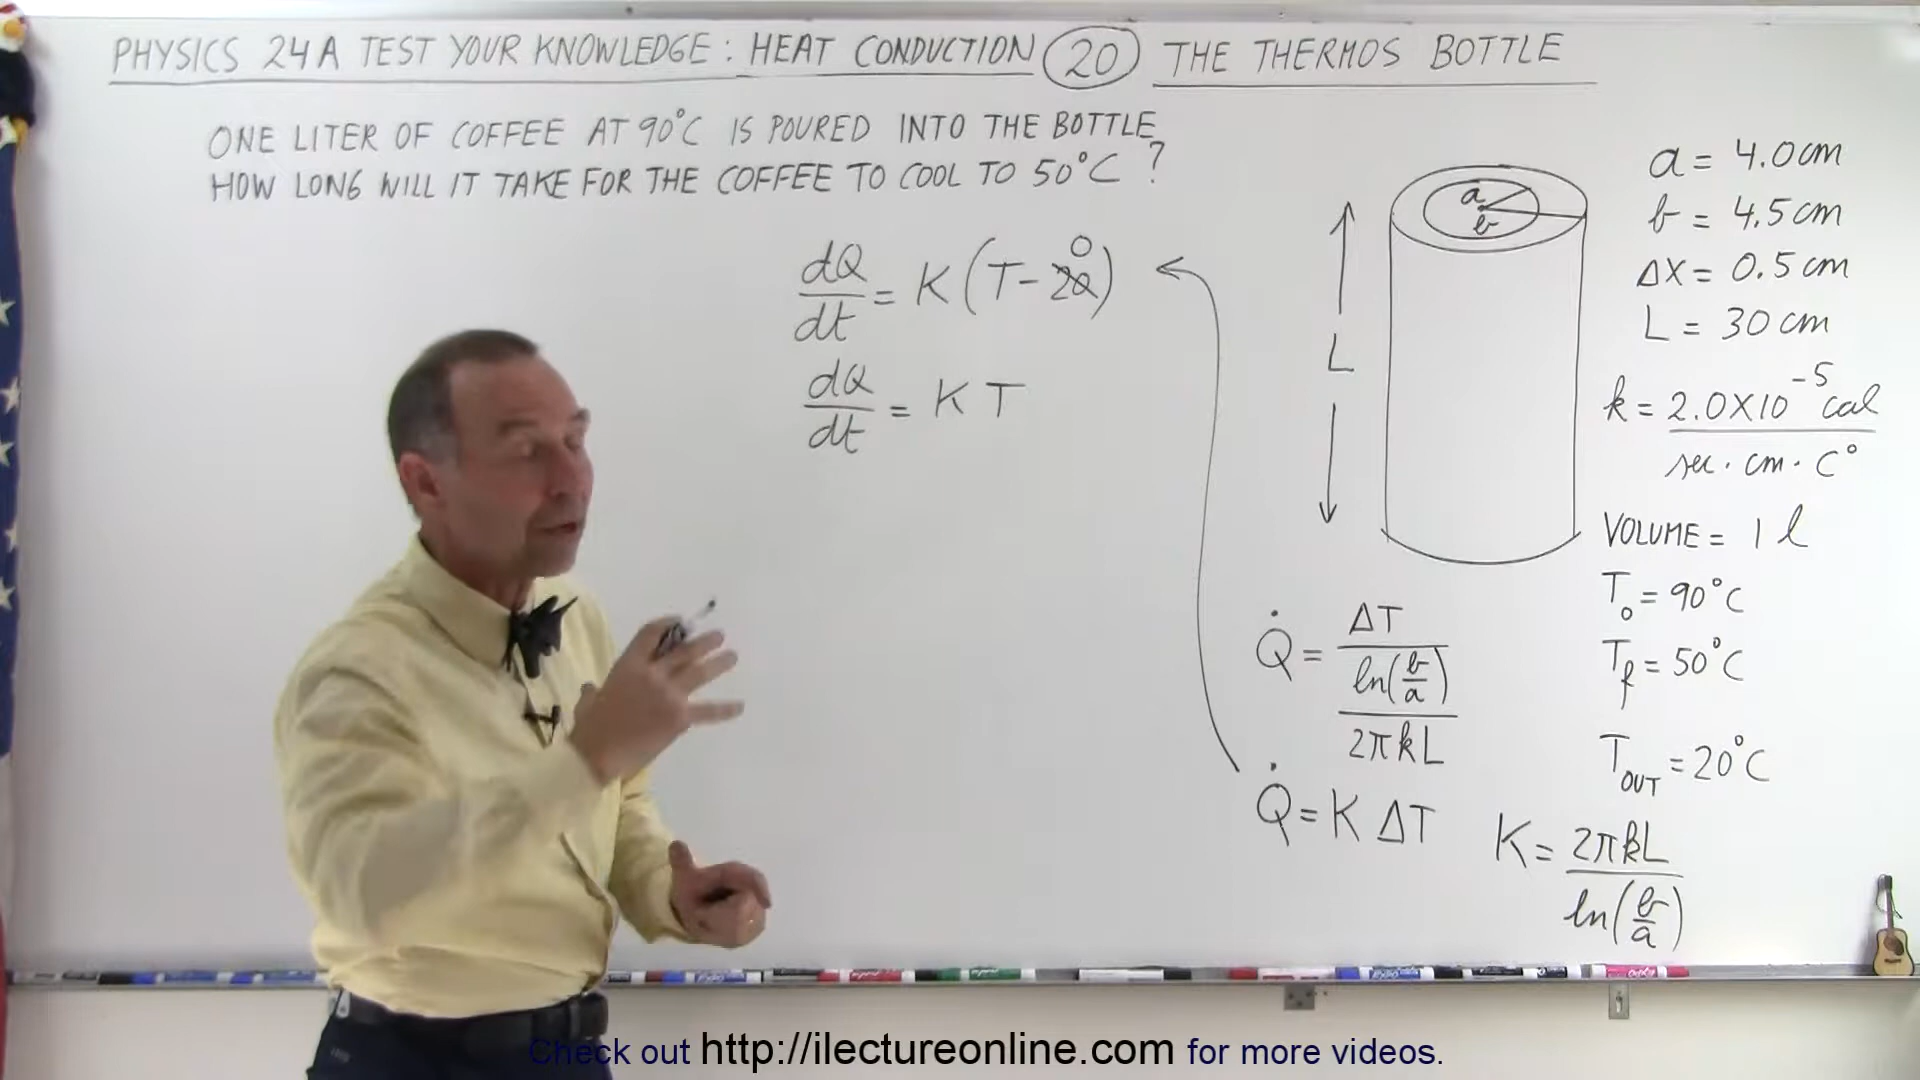 PHYSICS 24A TEST YOUR KNOWLEDGE: HEAT CONDUCTION 20 THE THERMOS BOTTLE
ONE LITER OF COFFEE AT 90°C IS POURED INTO THE BOTTLE
HOW LONG WILL IT TAKE FOR THE COFFEE TO COOL TO 50°C ?
dQ/dt = K (T - 20) 0
dQ/dt = K T
a
b
L
a = 4.0 cm
b = 4.5 cm
Δx = 0.5 cm
L = 30 cm
k = 2.0 X 10^-5 cal
sec · cm · C°
VOLUME = 1 l
T₀ = 90°C
T_f = 50°C
T_OUT = 20°C
Q̇ = ΔT / (ln(b/a) / 2πkL)
Q̇ = K ΔT
K = 2πkL / ln(b/a)
Check out http://ilectureonline.com for more videos.